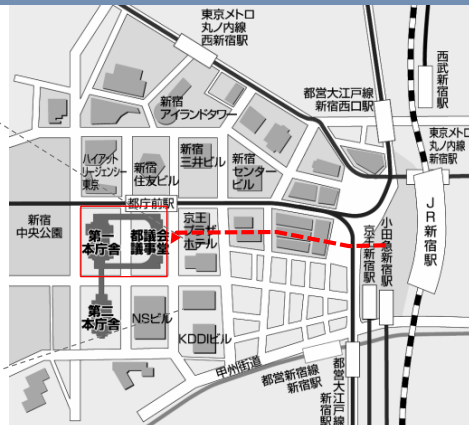 東京メトロ
丸ノ内線
西新宿駅
都営大江戸線
新宿西口駅
西武新宿駅
東京メトロ
丸ノ内線
新宿駅
新宿
アイランドタワー
ハイアット
リージェンシー
東京
新宿
住友ビル
新宿
三井ビル
新宿
センター
ビル
都庁前駅
新宿
中央公園
第一
本庁舎
都議会
議事堂
京王
プラザ
ホテル
小田急新宿駅
京王新宿駅
JR新宿駅
第二
本庁舎
NSビル
KDDIビル
甲州街道
都営新宿線
新宿駅
都営大江戸線
新宿駅